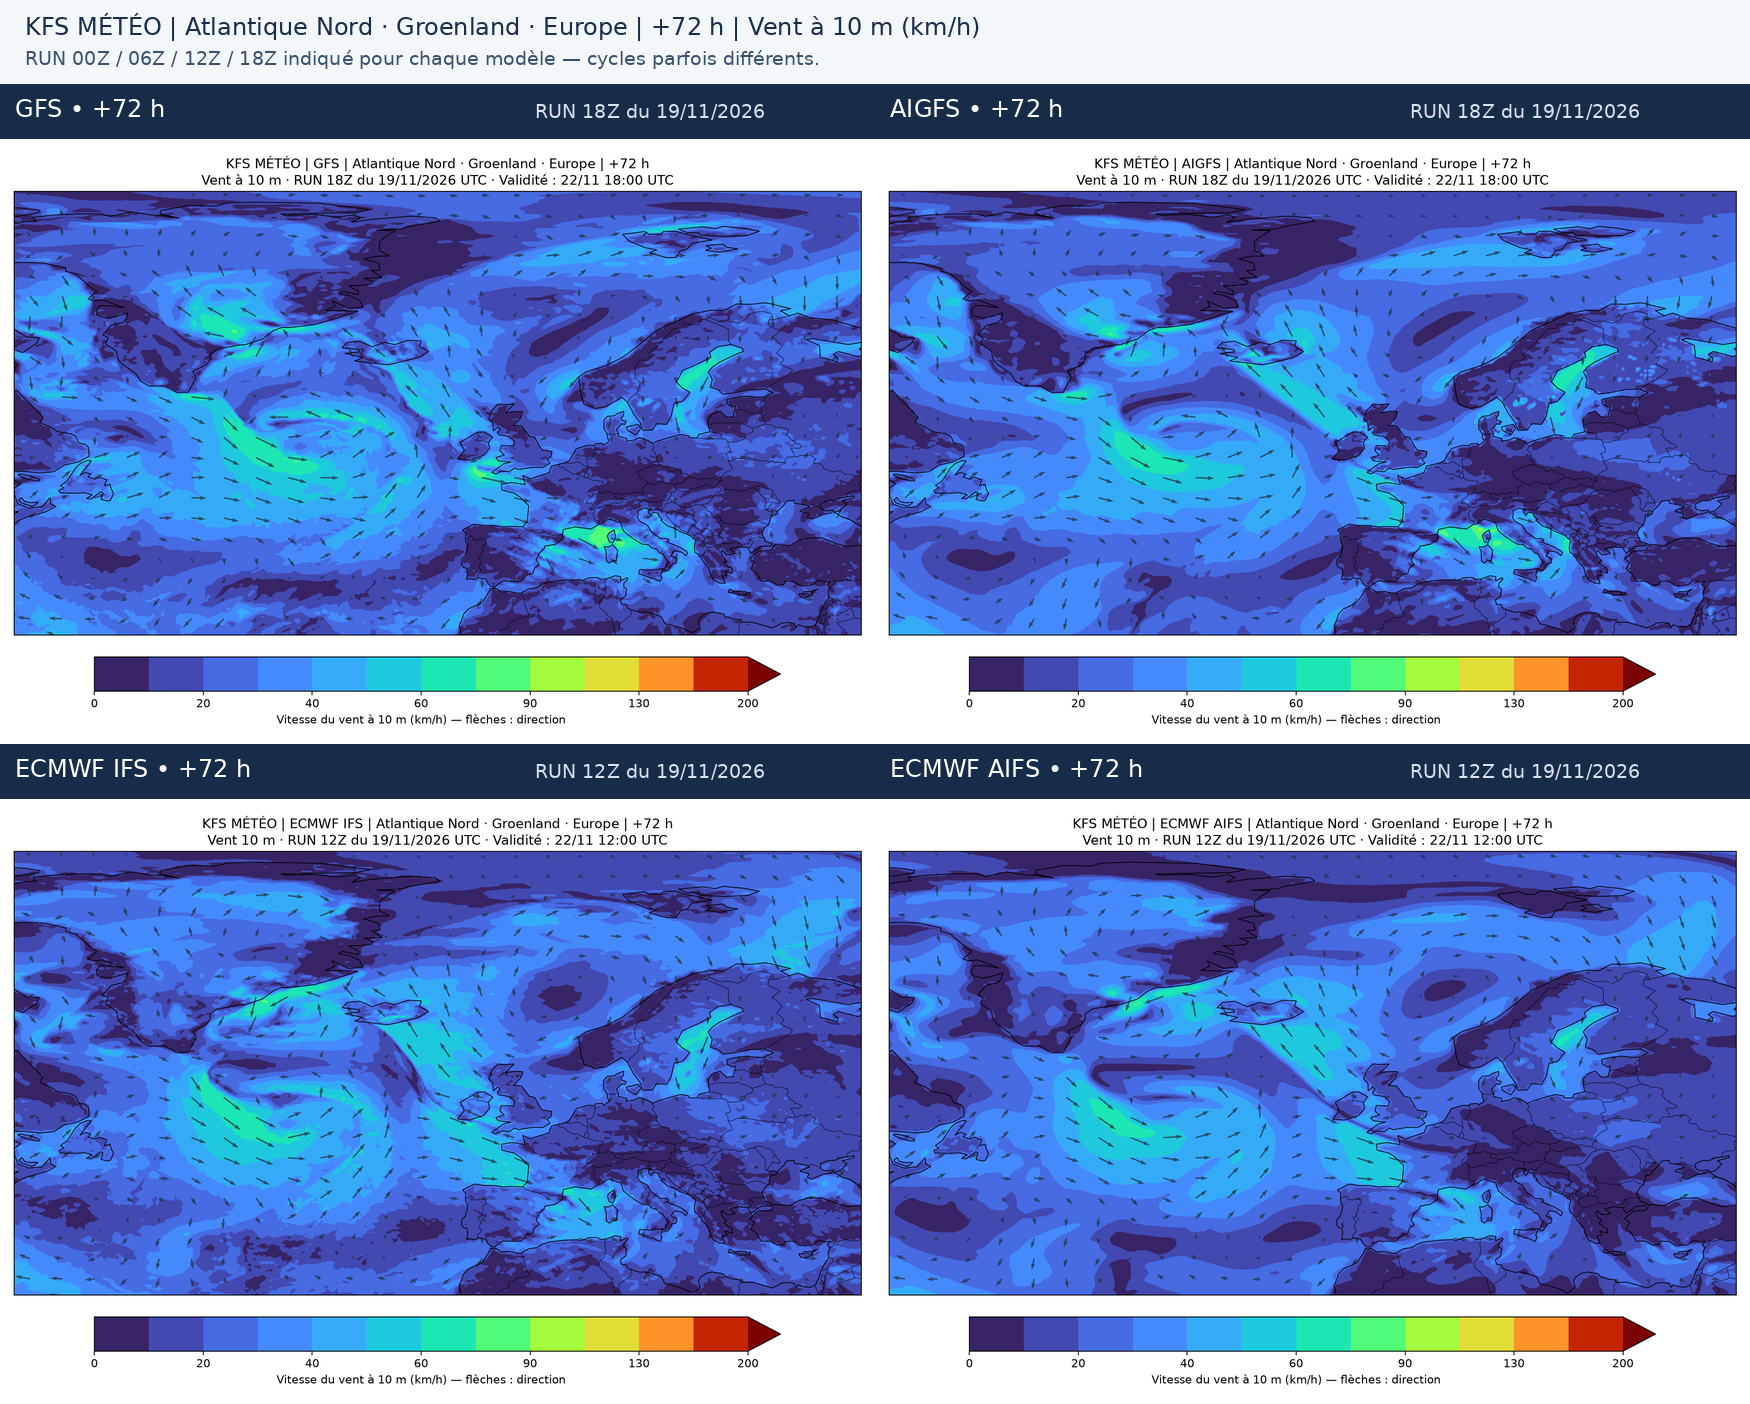 KFS MÉTÉO | Atlantique Nord · Groenland · Europe | +72 h | Vent à 10 m (km/h)
RUN 00Z / 06Z / 12Z / 18Z indiqué pour chaque modèle — cycles parfois différents.
GFS • +72 h
RUN 18Z du 19/11/2026
KFS MÉTÉO | GFS | Atlantique Nord · Groenland · Europe | +72 h
Vent à 10 m · RUN 18Z du 19/11/2026 UTC · Validité : 22/11 18:00 UTC
0 20 40 60 90 130 200
Vitesse du vent à 10 m (km/h) — flèches : direction
AIGFS • +72 h
RUN 18Z du 19/11/2026
KFS MÉTÉO | AIGFS | Atlantique Nord · Groenland · Europe | +72 h
Vent à 10 m · RUN 18Z du 19/11/2026 UTC · Validité : 22/11 18:00 UTC
0 20 40 60 90 130 200
Vitesse du vent à 10 m (km/h) — flèches : direction
ECMWF IFS • +72 h
RUN 12Z du 19/11/2026
KFS MÉTÉO | ECMWF IFS | Atlantique Nord · Groenland · Europe | +72 h
Vent 10 m · RUN 12Z du 19/11/2026 UTC · Validité : 22/11 12:00 UTC
0 20 40 60 90 130 200
Vitesse du vent à 10 m (km/h) — flèches : direction
ECMWF AIFS • +72 h
RUN 12Z du 19/11/2026
KFS MÉTÉO | ECMWF AIFS | Atlantique Nord · Groenland · Europe | +72 h
Vent 10 m · RUN 12Z du 19/11/2026 UTC · Validité : 22/11 12:00 UTC
0 20 40 60 90 130 200
Vitesse du vent à 10 m (km/h) — flèches : direction